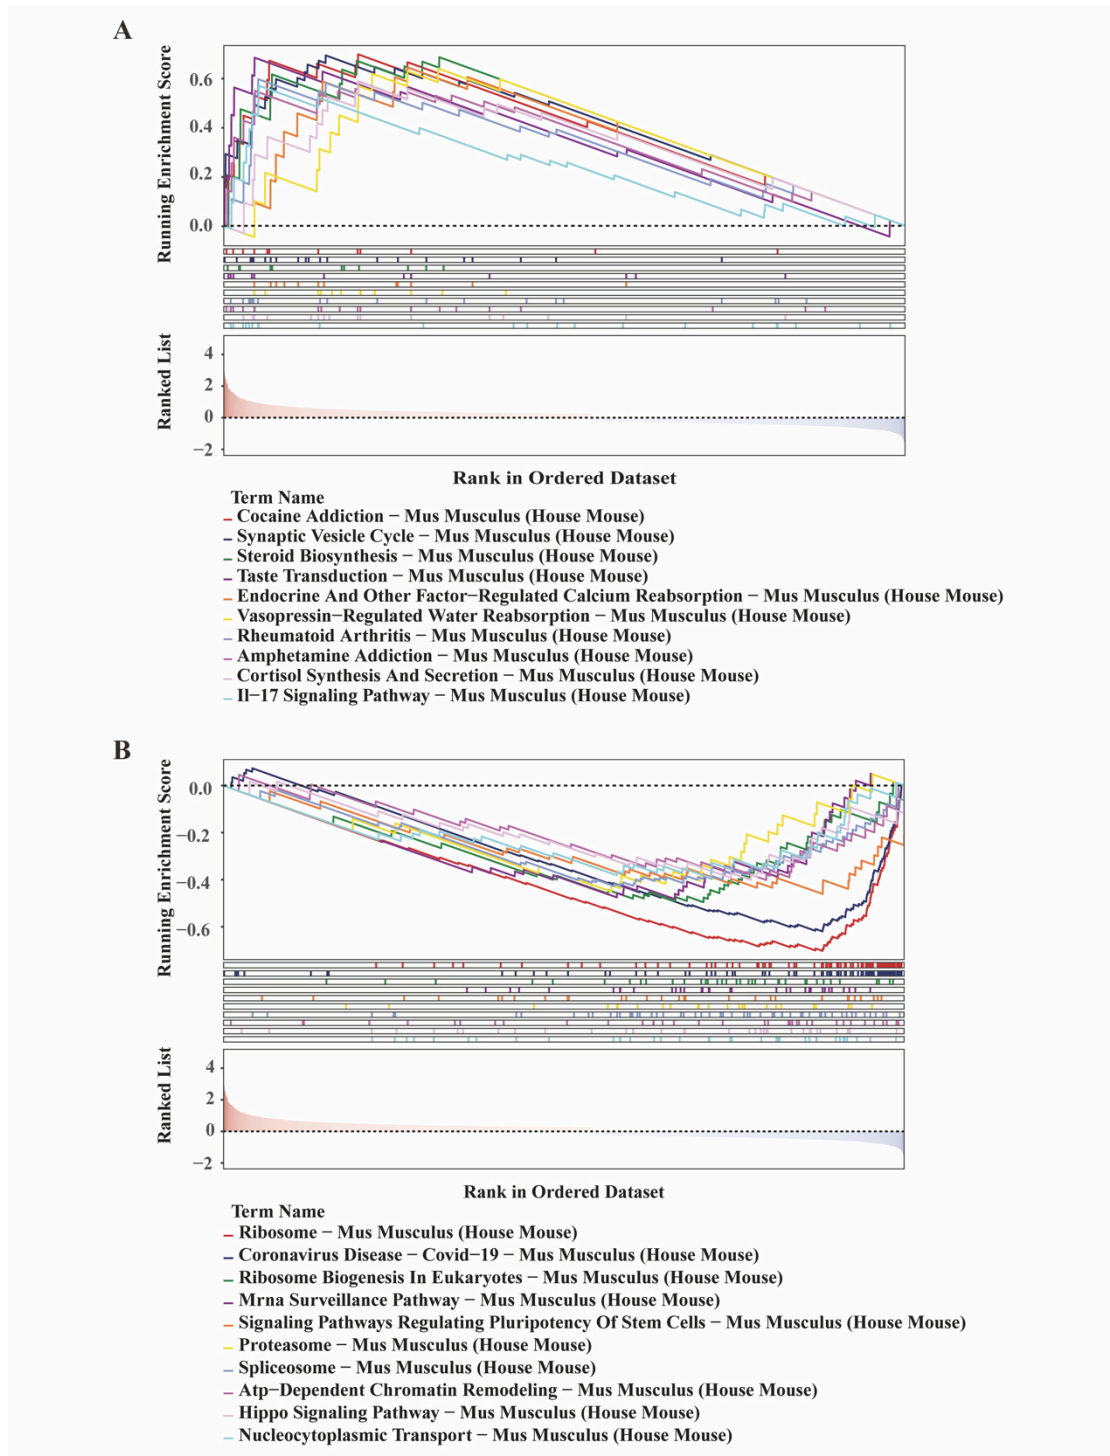 A
Running Enrichment Score
0.6
0.4
0.2
0.0
Ranked List
4
2
0
−2
Rank in Ordered Dataset
Term Name
Cocaine Addiction − Mus Musculus (House Mouse)
Synaptic Vesicle Cycle − Mus Musculus (House Mouse)
Steroid Biosynthesis − Mus Musculus (House Mouse)
Taste Transduction − Mus Musculus (House Mouse)
Endocrine And Other Factor−Regulated Calcium Reabsorption − Mus Musculus (House Mouse)
Vasopressin−Regulated Water Reabsorption − Mus Musculus (House Mouse)
Rheumatoid Arthritis − Mus Musculus (House Mouse)
Amphetamine Addiction − Mus Musculus (House Mouse)
Cortisol Synthesis And Secretion − Mus Musculus (House Mouse)
Il−17 Signaling Pathway − Mus Musculus (House Mouse)
B
Running Enrichment Score
0.0
−0.2
−0.4
−0.6
Ranked List
4
2
0
−2
Rank in Ordered Dataset
Term Name
Ribosome − Mus Musculus (House Mouse)
Coronavirus Disease − Covid−19 − Mus Musculus (House Mouse)
Ribosome Biogenesis In Eukaryotes − Mus Musculus (House Mouse)
Mrna Surveillance Pathway − Mus Musculus (House Mouse)
Signaling Pathways Regulating Pluripotency Of Stem Cells − Mus Musculus (House Mouse)
Proteasome − Mus Musculus (House Mouse)
Spliceosome − Mus Musculus (House Mouse)
Atp−Dependent Chromatin Remodeling − Mus Musculus (House Mouse)
Hippo Signaling Pathway − Mus Musculus (House Mouse)
Nucleocytoplasmic Transport − Mus Musculus (House Mouse)